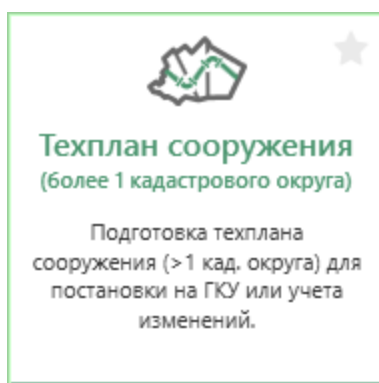 Техплан сооружения
(более 1 кадастрового округа)
Подготовка техплана
сооружения (>1 кад. округа) для
постановки на ГКУ или учета
изменений.